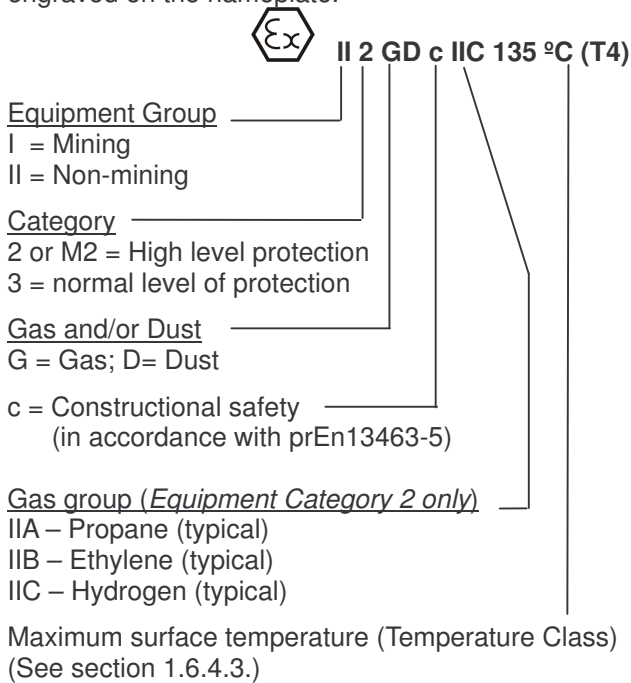 engraved on the nameplate.
Ex II 2 GD c IIC 135 ºC (T4)
Equipment Group
I = Mining
II = Non-mining
Category
2 or M2 = High level protection
3 = normal level of protection
Gas and/or Dust
G = Gas; D= Dust
c = Constructional safety
(in accordance with prEn13463-5)
Gas group (Equipment Category 2 only)
IIA – Propane (typical)
IIB – Ethylene (typical)
IIC – Hydrogen (typical)
Maximum surface temperature (Temperature Class)
(See section 1.6.4.3.)